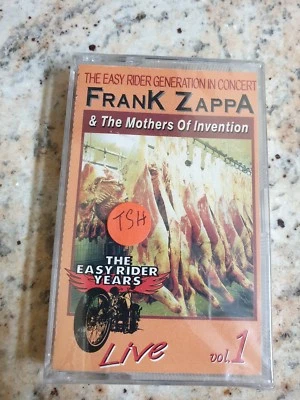 THE EASY RIDER GENERATION IN CONCERT
FRANK ZAPPA
& The Mothers Of Invention
TSH
THE
EASY RIDER
YEARS
Live
vol.1